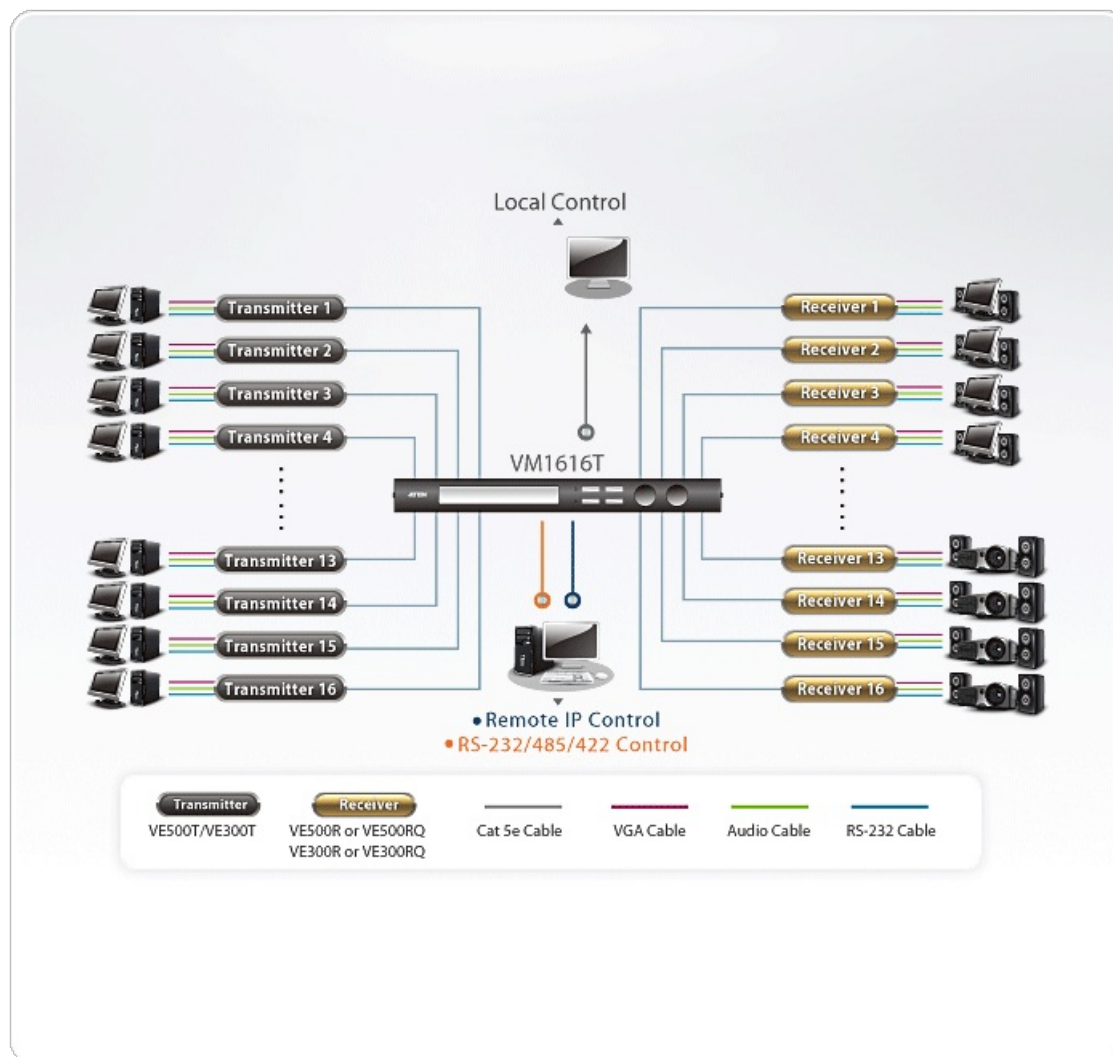 Local Control
Transmitter 1
Transmitter 2
Transmitter 3
Transmitter 4
Receiver 1
Receiver 2
Receiver 3
Receiver 4
VM1616T
ATEN
Transmitter 13
Transmitter 14
Transmitter 15
Transmitter 16
Receiver 13
Receiver 14
Receiver 15
Receiver 16
•Remote IP Control
•RS-232/485/422 Control
Transmitter
VE500T/VE300T
Receiver
VE500R or VE500RQ
VE300R or VE300RQ
Cat 5e Cable
VGA Cable
Audio Cable
RS-232 Cable